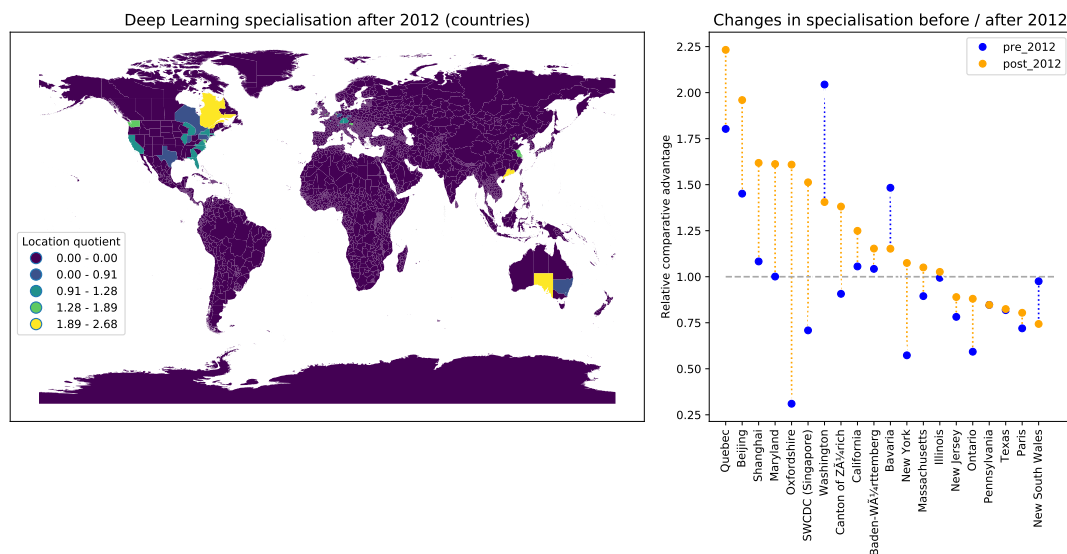 Deep Learning specialisation after 2012 (countries)
Location quotient
0.00 - 0.00
0.00 - 0.91
0.91 - 1.28
1.28 - 1.89
1.89 - 2.68
Changes in specialisation before / after 2012
pre_2012
post_2012
Relative comparative advantage
2.25
2.00
1.75
1.50
1.25
1.00
0.75
0.50
0.25
Quebec
Beijing
Shanghai
Maryland
Oxfordshire
SWCDC (Singapore)
Washington
Canton of ZÃ¼rich
California
Baden-WÃ¼rttemberg
Bavaria
New York
Massachusetts
Illinois
New Jersey
Ontario
Pennsylvania
Texas
Paris
New South Wales